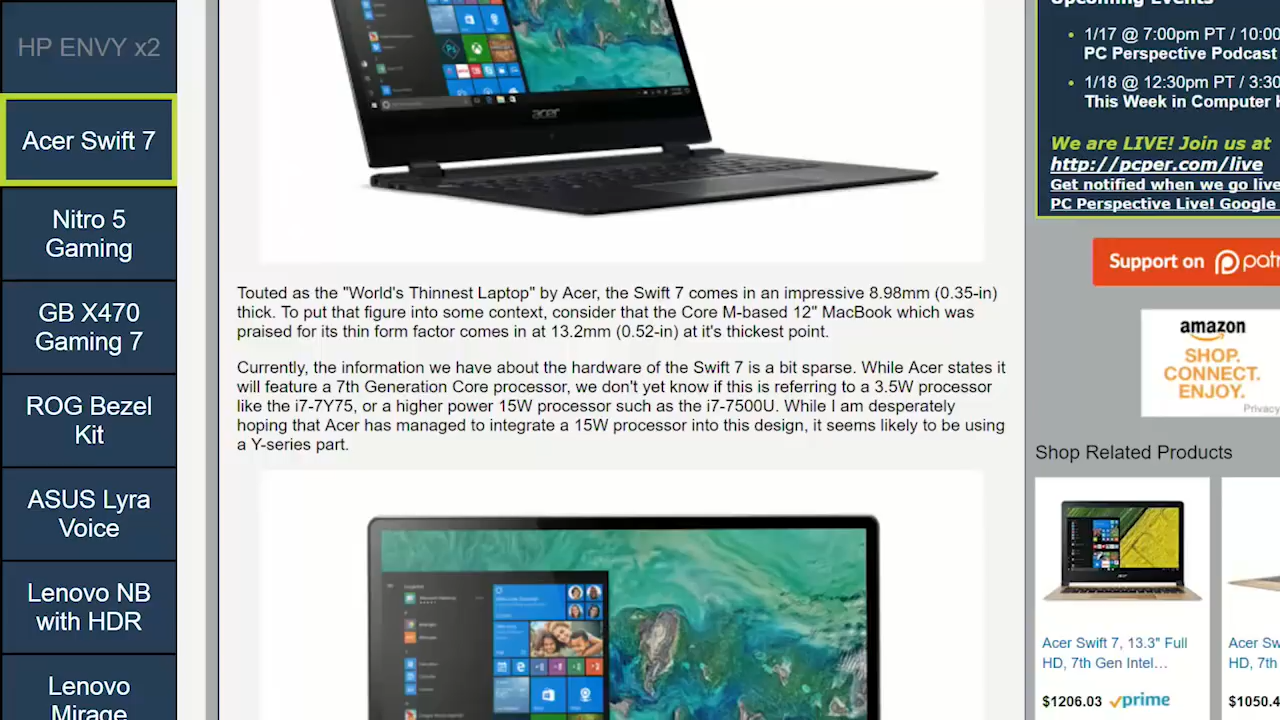 HP ENVY x2
Acer Swift 7
Nitro 5
Gaming
GB X470
Gaming 7
ROG Bezel
Kit
ASUS Lyra
Voice
Lenovo NB
with HDR
Lenovo
Mirage
acer
Touted as the "World's Thinnest Laptop" by Acer, the Swift 7 comes in an impressive 8.98mm (0.35-in)
thick. To put that figure into some context, consider that the Core M-based 12" MacBook which was
praised for its thin form factor comes in at 13.2mm (0.52-in) at it's thickest point.
Currently, the information we have about the hardware of the Swift 7 is a bit sparse. While Acer states it
will feature a 7th Generation Core processor, we don't yet know if this is referring to a 3.5W processor
like the i7-7Y75, or a higher power 15W processor such as the i7-7500U. While I am desperately
hoping that Acer has managed to integrate a 15W processor into this design, it seems likely to be using
a Y-series part.
Upcoming Events
1/17 @ 7:00pm PT / 10:00
PC Perspective Podcast
1/18 @ 12:30pm PT / 3:30
This Week in Computer
We are LIVE! Join us at
http://pcper.com/live
Get notified when we go live
PC Perspective Live! Google
Support on patr
amazon
SHOP.
CONNECT.
ENJOY.
Privacy
Shop Related Products
Acer Swift 7, 13.3" Full
HD, 7th Gen Intel...
$1206.03 prime
Acer Sw
HD, 7th
$1050.4